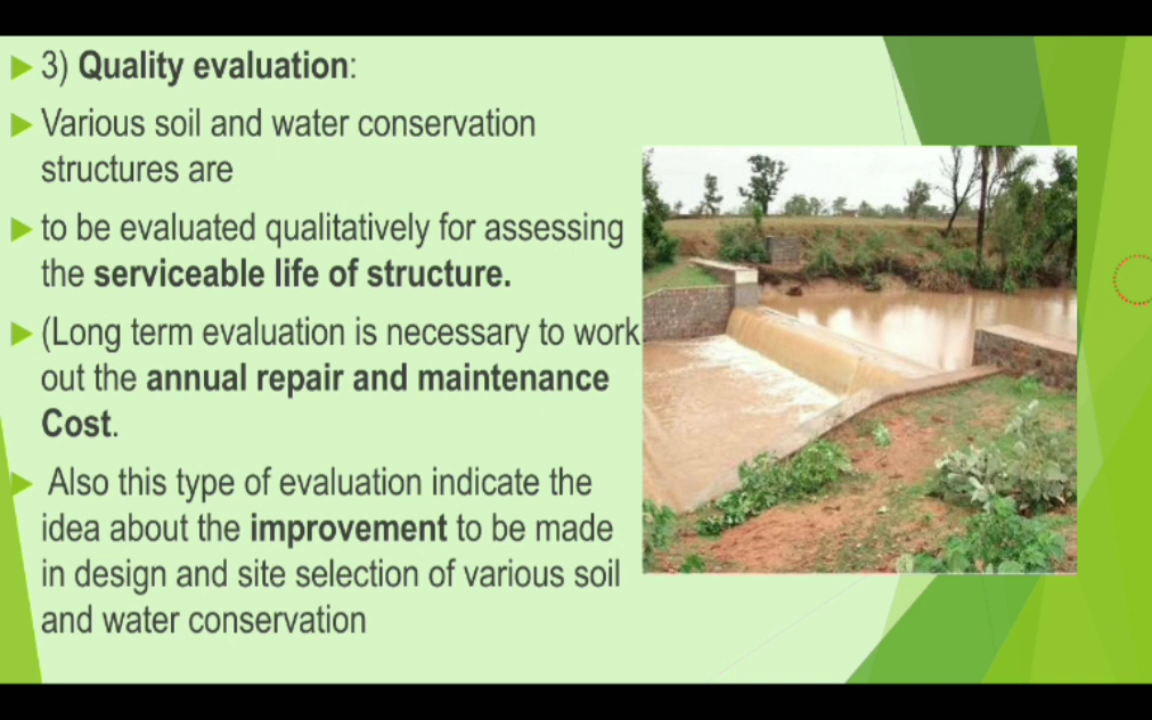 3) Quality evaluation:
Various soil and water conservation
structures are
to be evaluated qualitatively for assessing
the serviceable life of structure.
(Long term evaluation is necessary to work
out the annual repair and maintenance
Cost.
Also this type of evaluation indicate the
idea about the improvement to be made
in design and site selection of various soil
and water conservation